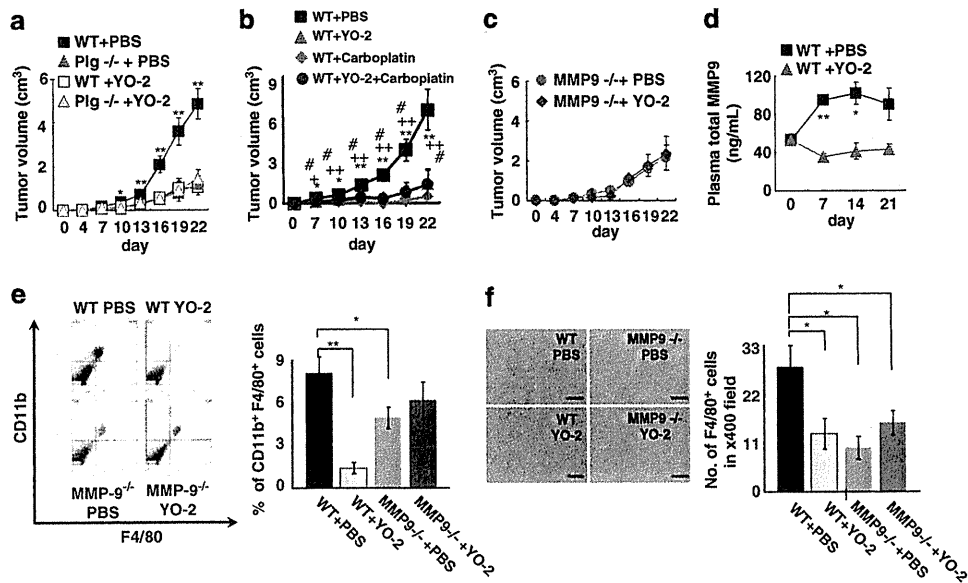 a
WT+PBS
Plg -/- + PBS
WT +YO-2
Plg -/- +YO-2
Tumor volume (cm3)
6
4
2
0
**
**
**
**
*
0 4 7 10 13 16 19 22
day
b
WT+PBS
WT+YO-2
WT+Carboplatin
WT+YO-2+Carboplatin
Tumor volume (cm3)
9
6
3
0
#
+
*
#
++
*
#
++
**
#
++
**
#
++
**
**
++
#
0 7 10 13 16 19 22
day
c
MMP9 -/-+ PBS
MMP9 -/-+ YO-2
Tumor volume (cm3)
6
4
2
0
0 4 7 10 13 16 19 22
day
d
WT +PBS
WT +YO-2
Plasma total MMP9
(ng/mL)
120
80
40
0
**
*
0 7 14 21
day
e
WT PBS WT YO-2
CD11b
MMP-9-/- MMP-9-/-
PBS YO-2
F4/80
% of CD11b+ F4/80+ cells
9
6
3
0
*
**
WT+PBS
WT+YO-2
MMP9-/-+PBS
MMP9-/-+YO-2
f
WT
PBS
MMP9 -/-
PBS
WT
YO-2
MMP9 -/-
YO-2
No. of F4/80+ cells
in x400 field
33
22
11
0
*
*
*
WT+PBS
WT+YO-2
MMP9-/-+PBS
MMP9-/-+YO-2